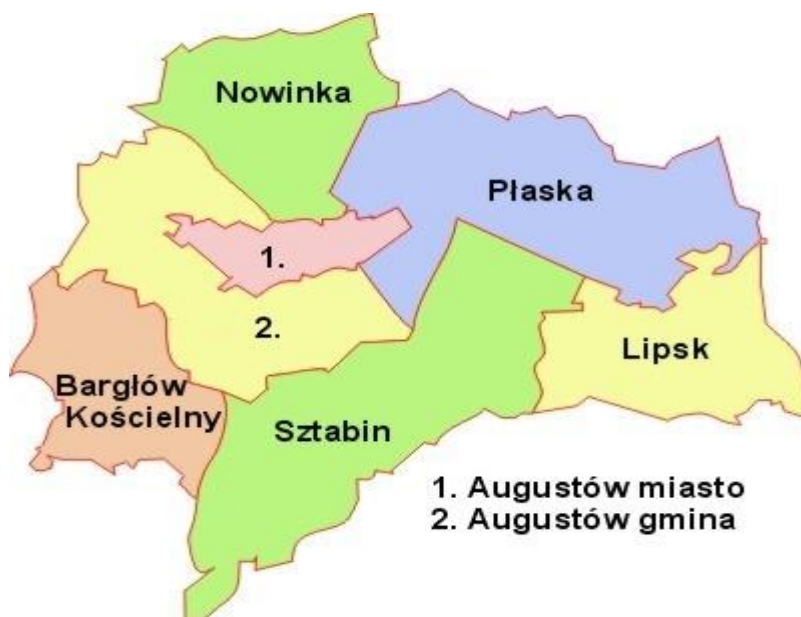 Nowinka
Płaska
1.
2.
Lipsk
Bargłów
Kościelny
Sztabin
1. Augustów miasto
2. Augustów gmina